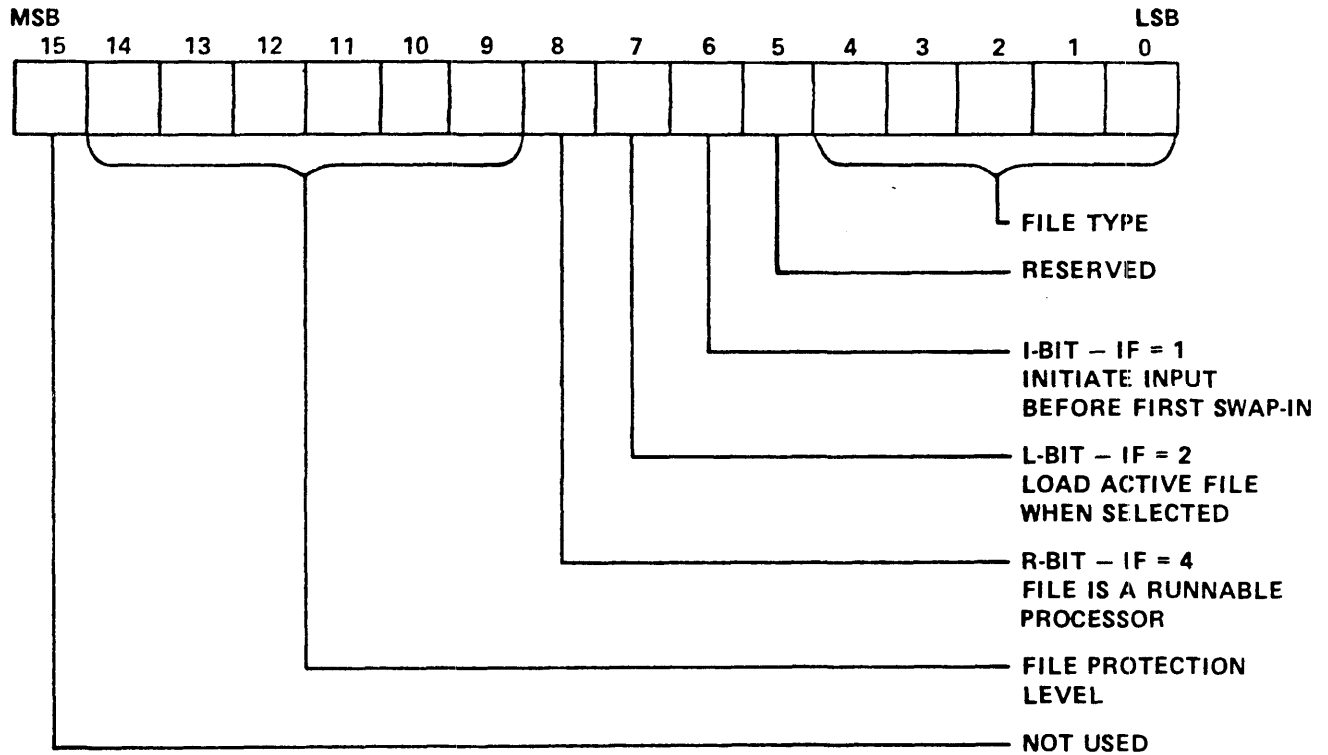 MSB LSB
15 14 13 12 11 10 9 8 7 6 5 4 3 2 1 0
FILE TYPE
RESERVED
I-BIT – IF = 1
INITIATE INPUT
BEFORE FIRST SWAP-IN
L-BIT – IF = 2
LOAD ACTIVE FILE
WHEN SELECTED
R-BIT – IF = 4
FILE IS A RUNNABLE
PROCESSOR
FILE PROTECTION
LEVEL
NOT USED